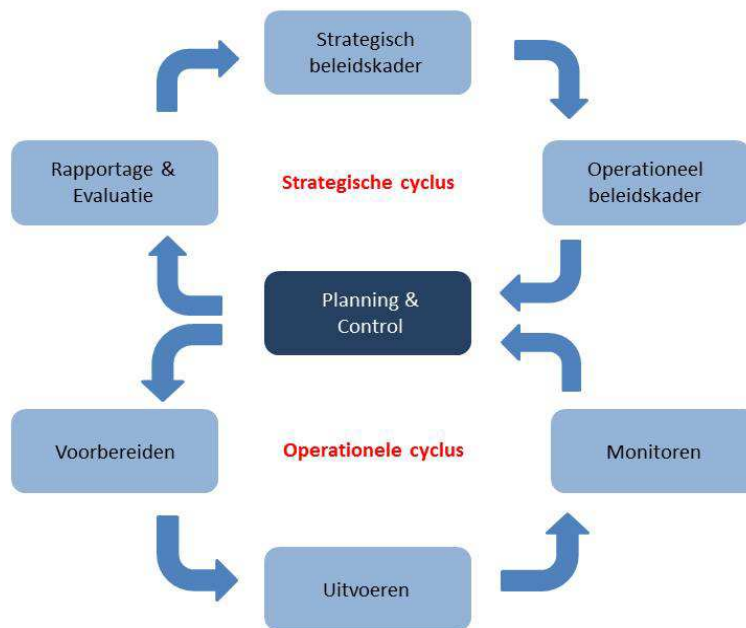 Strategisch
beleidskader
Rapportage &
Evaluatie
Strategische cyclus
Operationeel
beleidskader
Planning &
Control
Voorbereiden
Operationele cyclus
Monitoren
Uitvoeren